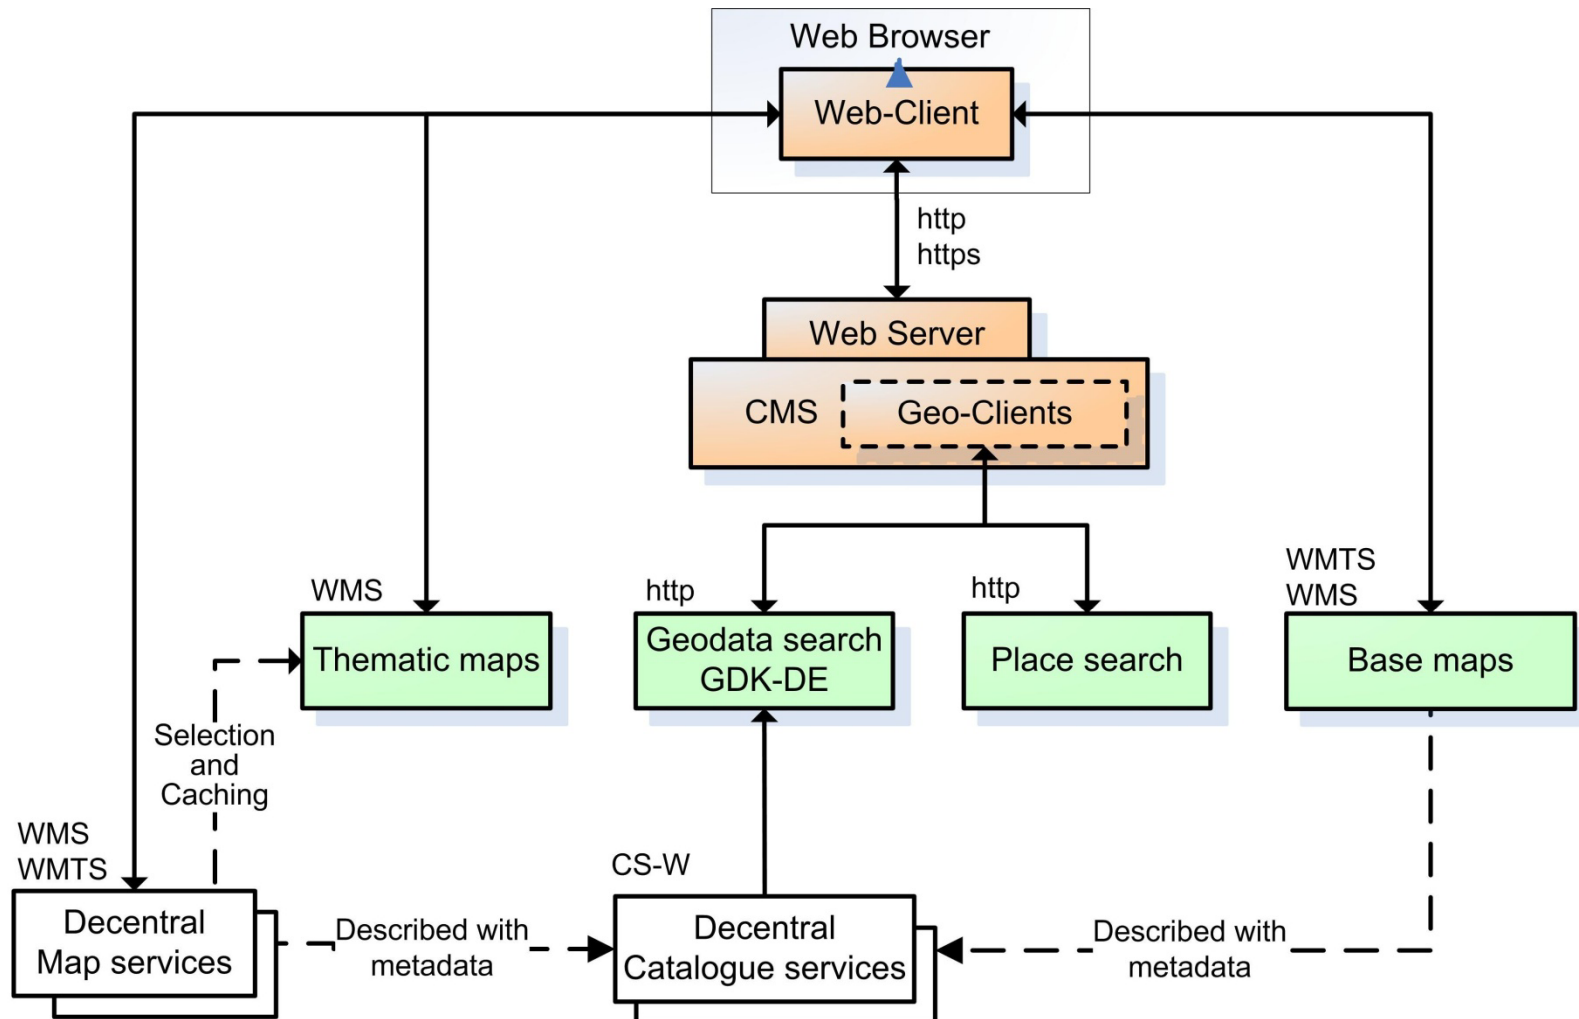 Web Browser
Web-Client
http
https
Web Server
CMS
Geo-Clients
WMS
http
http
WMTS
WMS
Thematic maps
Geodata search
GDK-DE
Place search
Base maps
Selection
and
Caching
WMS
WMTS
CS-W
Decentral
Map services
Described with
metadata
Decentral
Catalogue services
Described with
metadata